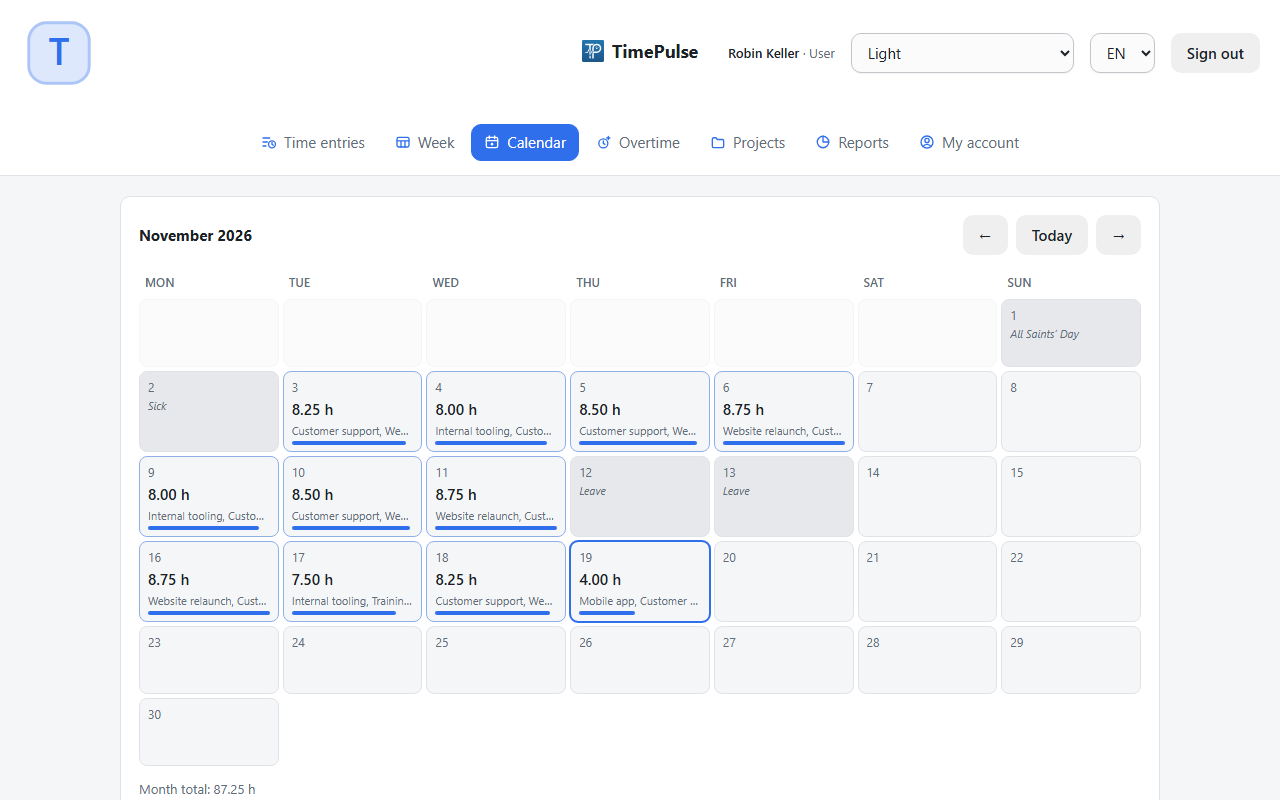 T
TimePulse
Robin Keller · User
Light
EN
Sign out
Time entries
Week
Calendar
Overtime
Projects
Reports
My account
November 2026
←
Today
→
MON TUE WED THU FRI SAT SUN
1
All Saints' Day
2
Sick
3
8.25 h
Customer support, We...
4
8.00 h
Internal tooling, Custo...
5
8.50 h
Customer support, We...
6
8.75 h
Website relaunch, Cust...
7
8
9
8.00 h
Internal tooling, Custo...
10
8.50 h
Customer support, We...
11
8.75 h
Website relaunch, Cust...
12
Leave
13
Leave
14
15
16
8.75 h
Website relaunch, Cust...
17
7.50 h
Internal tooling, Trainin...
18
8.25 h
Customer support, We...
19
4.00 h
Mobile app, Customer ...
20
21
22
23
24
25
26
27
28
29
30
Month total: 87.25 h